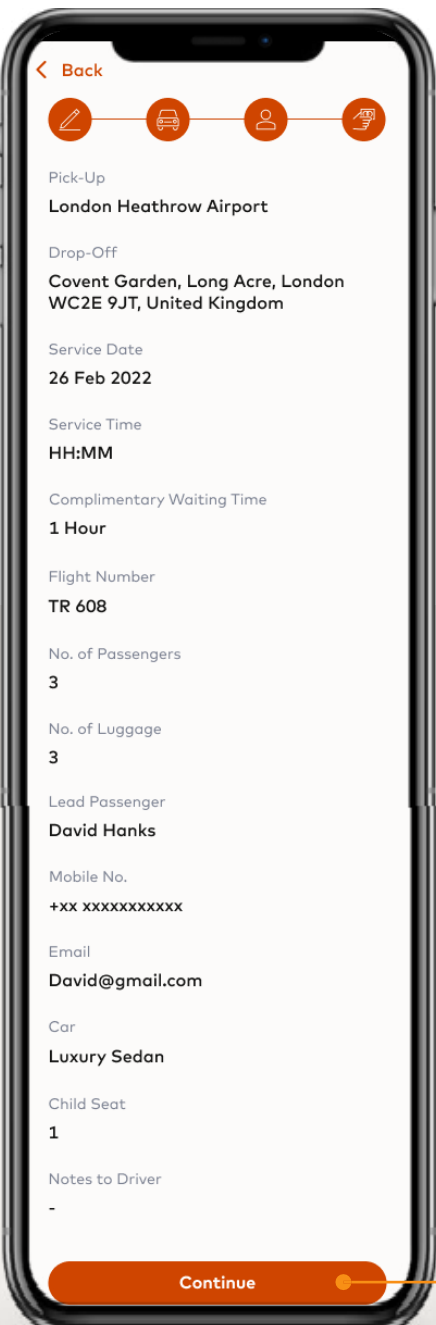 Back
Pick-Up
London Heathrow Airport
Drop-Off
Covent Garden, Long Acre, London
WC2E 9JT, United Kingdom
Service Date
26 Feb 2022
Service Time
HH:MM
Complimentary Waiting Time
1 Hour
Flight Number
TR 608
No. of Passengers
3
No. of Luggage
3
Lead Passenger
David Hanks
Mobile No.
+xx xxxxxxxxxxx
Email
David@gmail.com
Car
Luxury Sedan
Child Seat
1
Notes to Driver
-
Continue